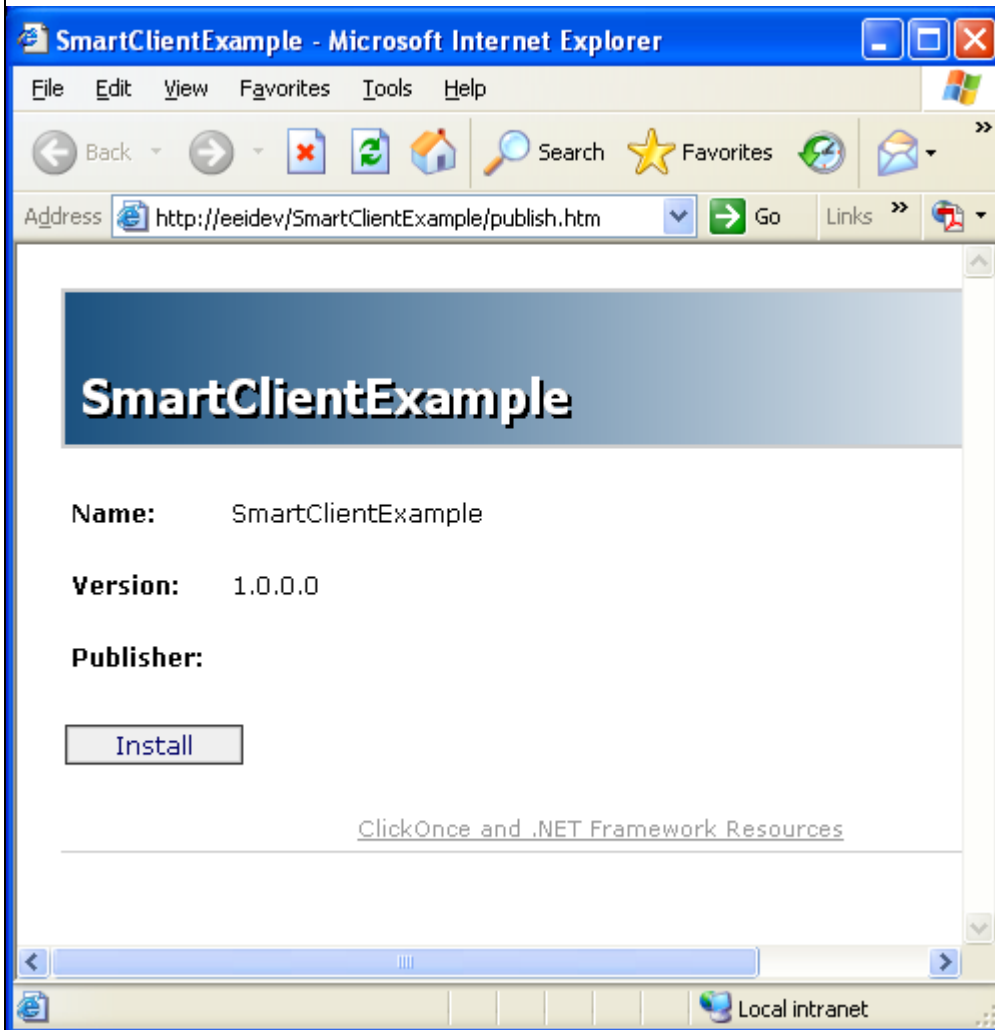 SmartClientExample - Microsoft Internet Explorer
File Edit View Favorites Tools Help
Back Search Favorites »
Address http://eeidev/SmartClientExample/publish.htm Go Links »
SmartClientExample
Name: SmartClientExample
Version: 1.0.0.0
Publisher:
Install
ClickOnce and .NET Framework Resources
Local intranet